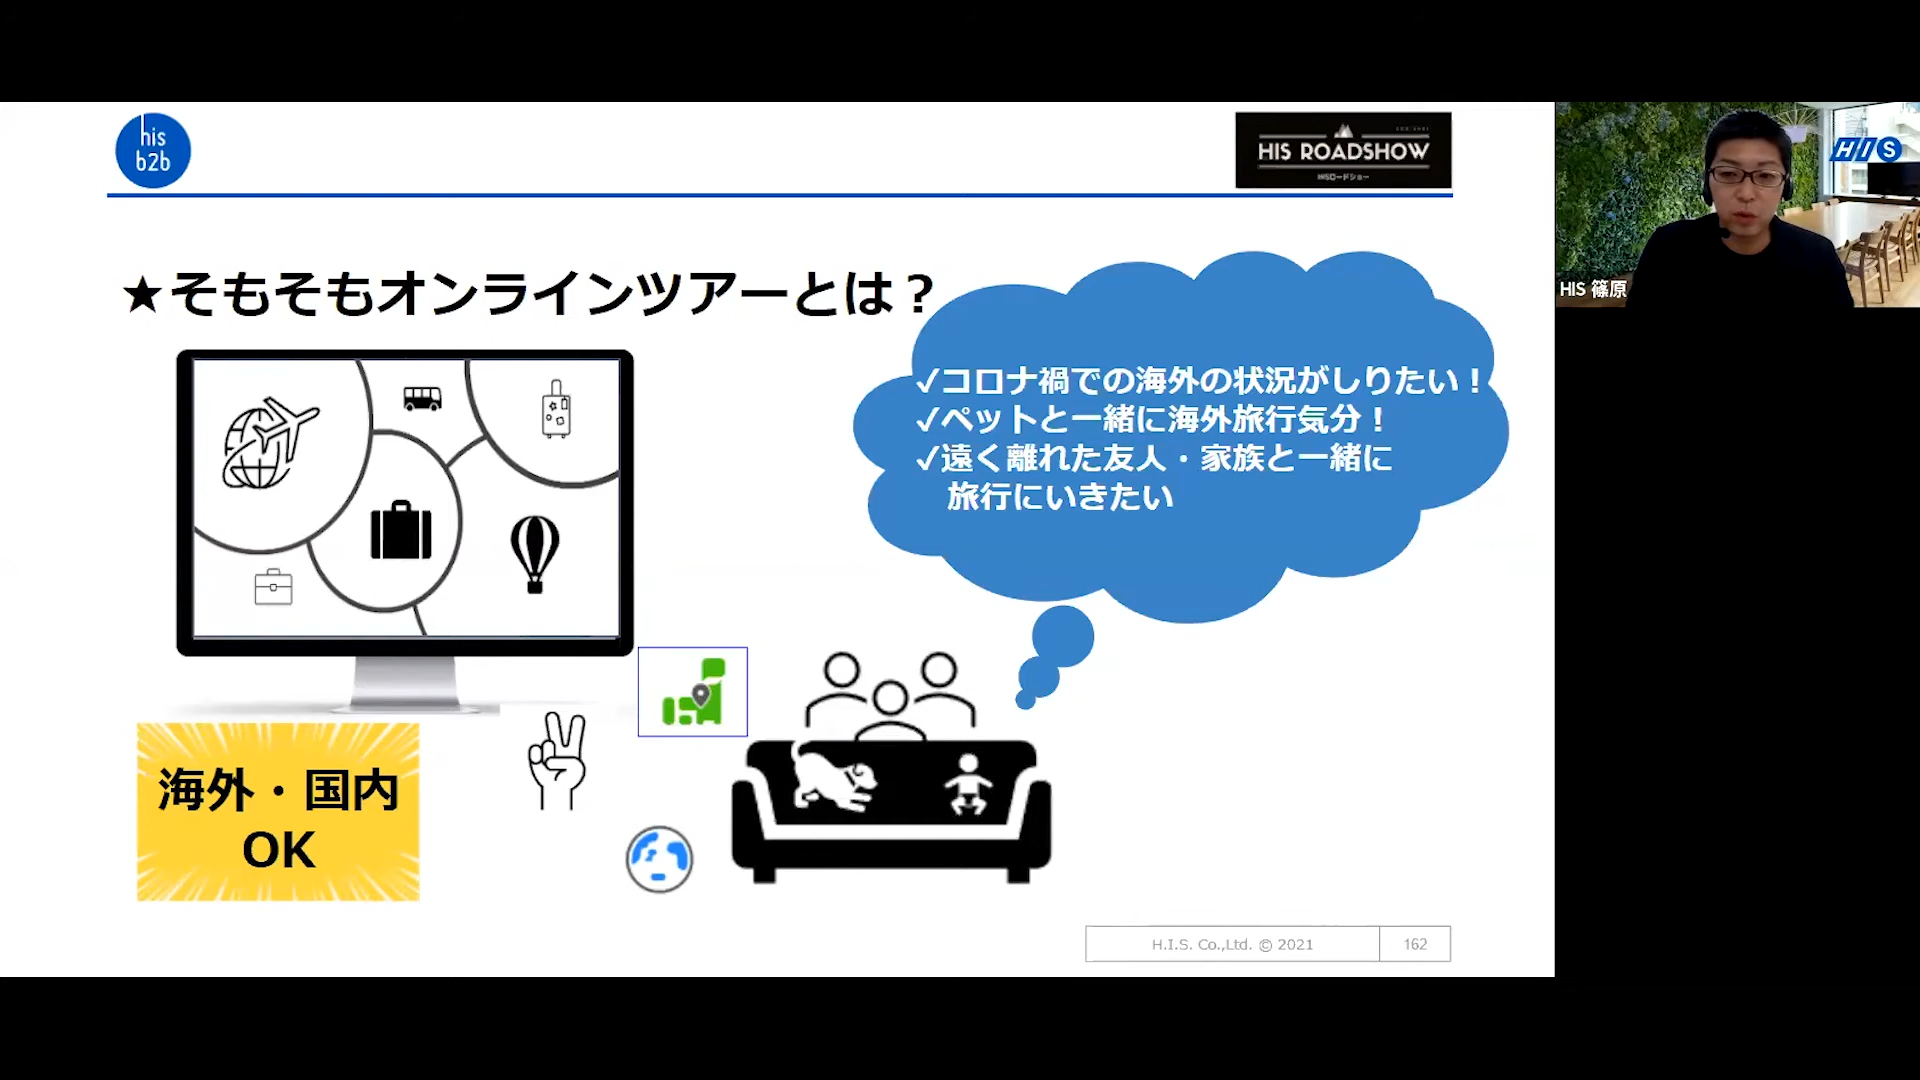 his
b2b
HIS ROADSHOW
HISロードショー
HIS
HIS 篠原
★そもそもオンラインツアーとは？
✓コロナ禍での海外の状況がしりたい！
✓ペットと一緒に海外旅行気分！
✓遠く離れた友人・家族と一緒に
旅行にいきたい
海外・国内
OK
H.I.S. Co.,Ltd. © 2021
162